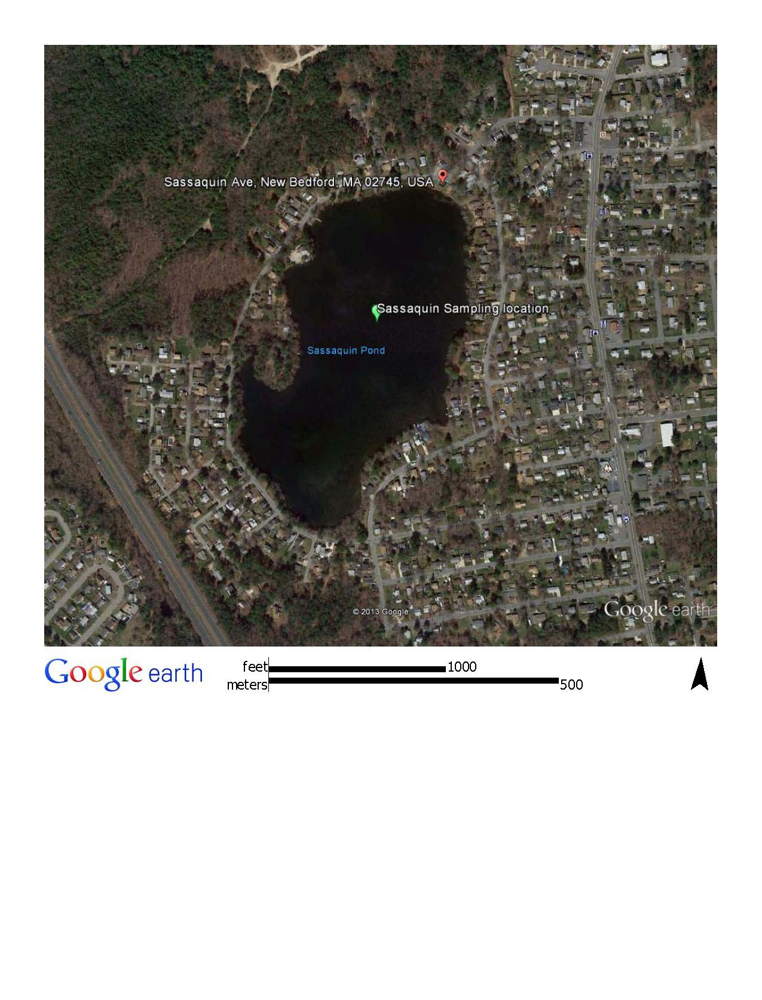 Sassaquin Ave, New Bedford, MA 02745, USA
Sassaquin Sampling location
Sassaquin Pond
© 2013 Google
Google earth
Google earth
feet 1000
meters 500